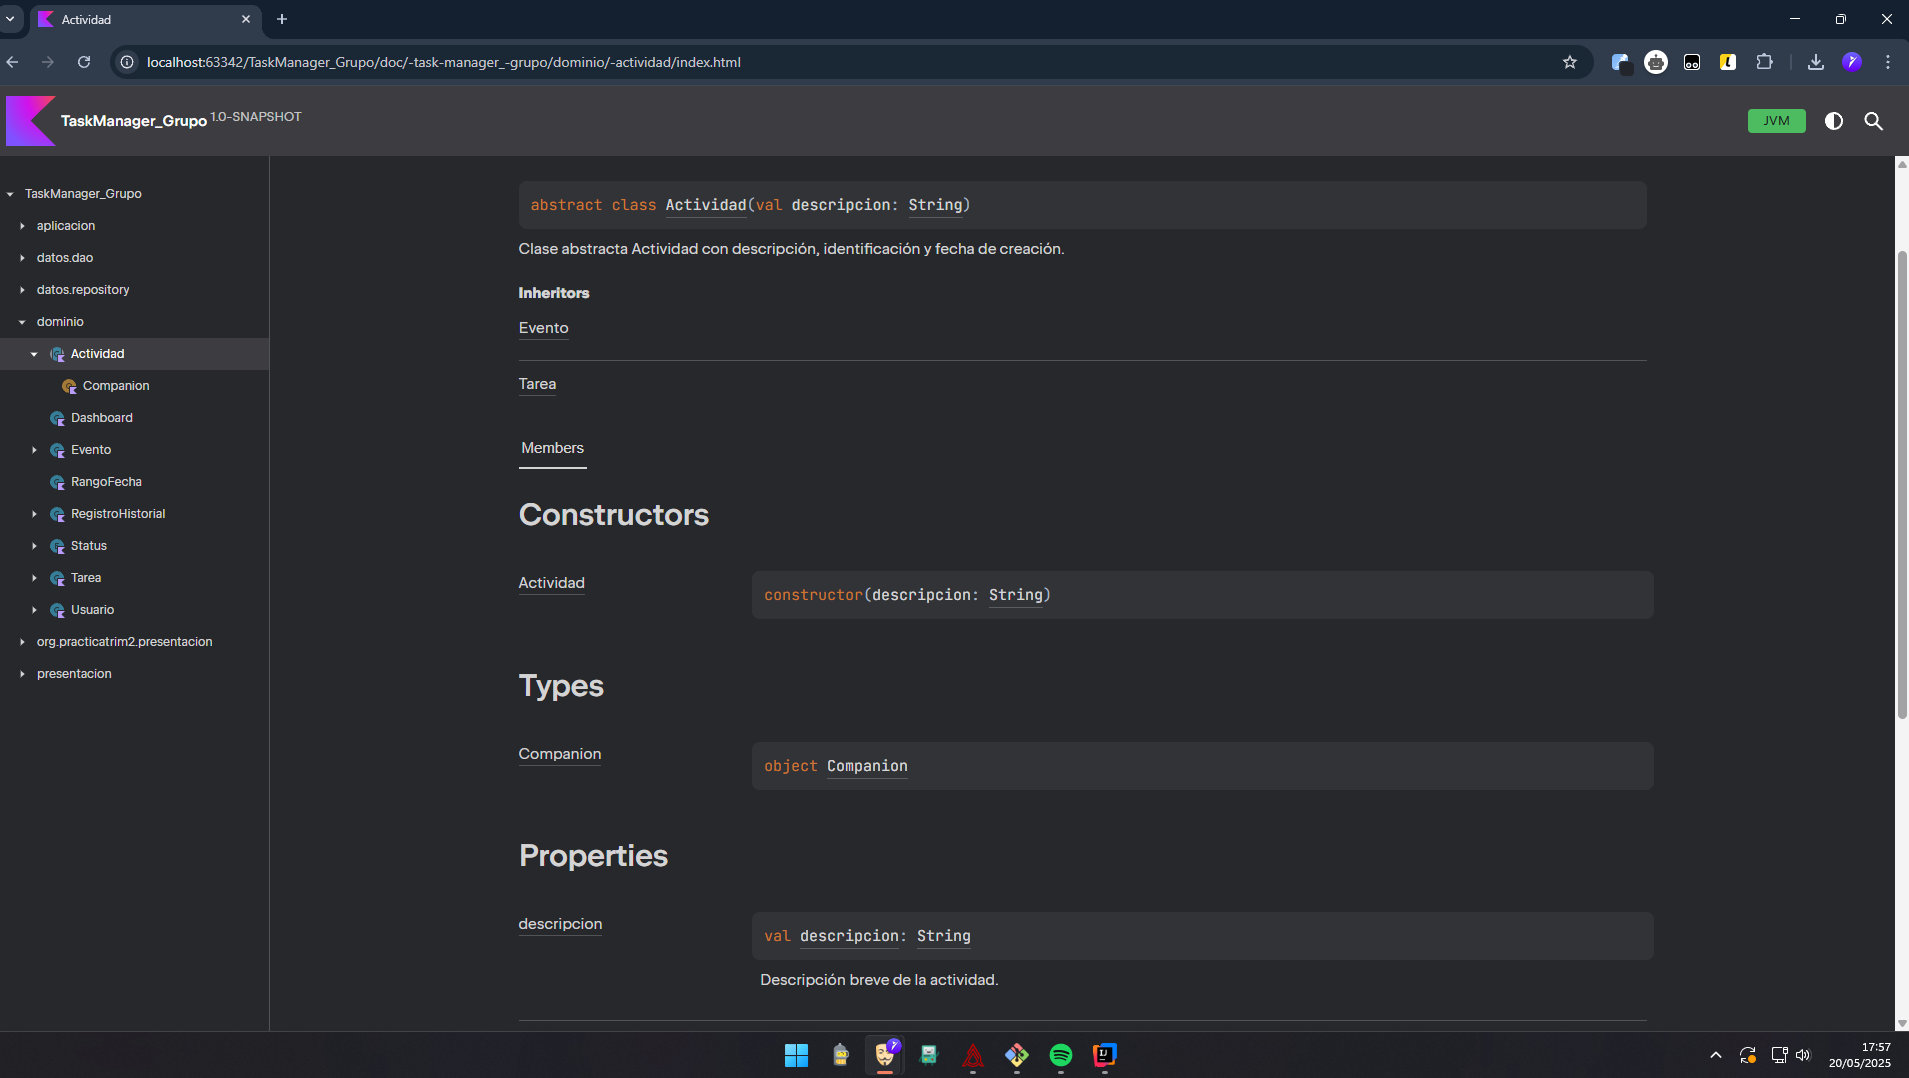 Actividad
localhost:63342/TaskManager_Grupo/doc/-task-manager_-grupo/dominio/-actividad/index.html
TaskManager_Grupo 1.0-SNAPSHOT
JVM
TaskManager_Grupo
aplicacion
datos.dao
datos.repository
dominio
Actividad
Companion
Dashboard
Evento
RangoFecha
RegistroHistorial
Status
Tarea
Usuario
org.practicatrim2.presentacion
presentacion
abstract class Actividad(val descripcion: String)
Clase abstracta Actividad con descripción, identificación y fecha de creación.
Inheritors
Evento
Tarea
Members
Constructors
Actividad
constructor(descripcion: String)
Types
Companion
object Companion
Properties
descripcion
val descripcion: String
Descripción breve de la actividad.
17:57
20/05/2025